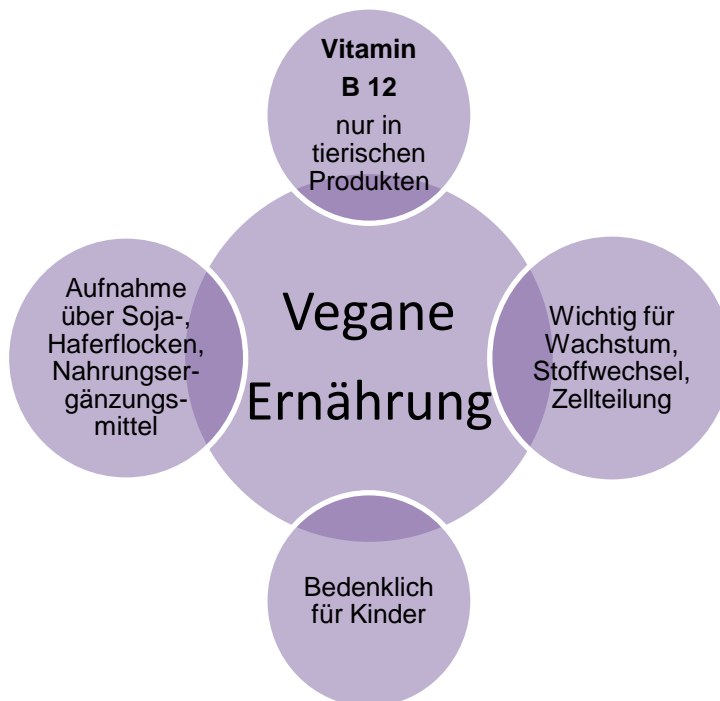 Vitamin
B 12
nur in
tierischen
Produkten
Aufnahme
über Soja-,
Haferflocken,
Nahrungser-
gänzungs-
mittel
Vegane
Ernährung
Wichtig für
Wachstum,
Stoffwechsel,
Zellteilung
Bedenklich
für Kinder